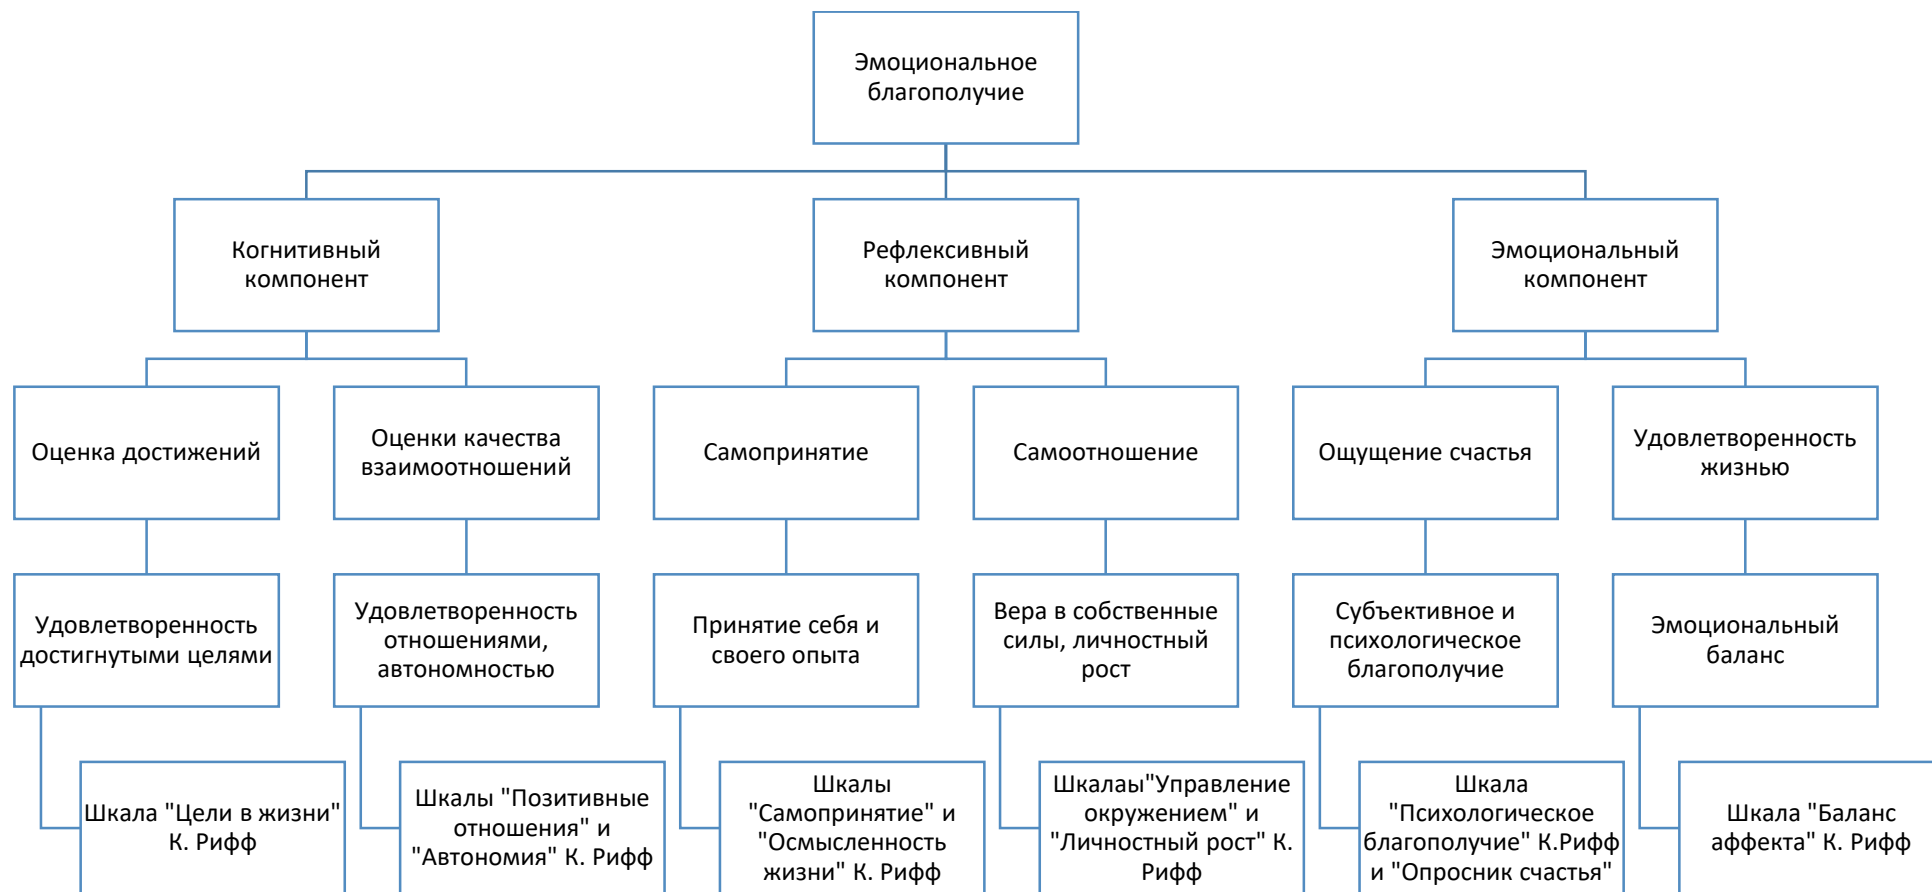 Эмоциональное
благополучие
Когнитивный
компонент
Рефлексивный
компонент
Эмоциональный
компонент
Оценка достижений
Оценки качества
взаимоотношений
Самопринятие
Самоотношение
Ощущение счастья
Удовлетворенность
жизнью
Удовлетворенность
достигнутыми целями
Удовлетворенность
отношениями,
автономностью
Принятие себя и
своего опыта
Вера в собственные
силы, личностный
рост
Субъективное и
психологическое
благополучие
Эмоциональный
баланс
Шкала "Цели в жизни"
К. Рифф
Шкалы "Позитивные
отношения" и
"Автономия" К. Рифф
Шкалы
"Самопринятие" и
"Осмысленность
жизни" К. Рифф
Шкалаы"Управление
окружением" и
"Личностный рост" К.
Рифф
Шкала
"Психологическое
благополучие" К.Рифф
и "Опросник счастья"
Шкала "Баланс
аффекта" К. Рифф